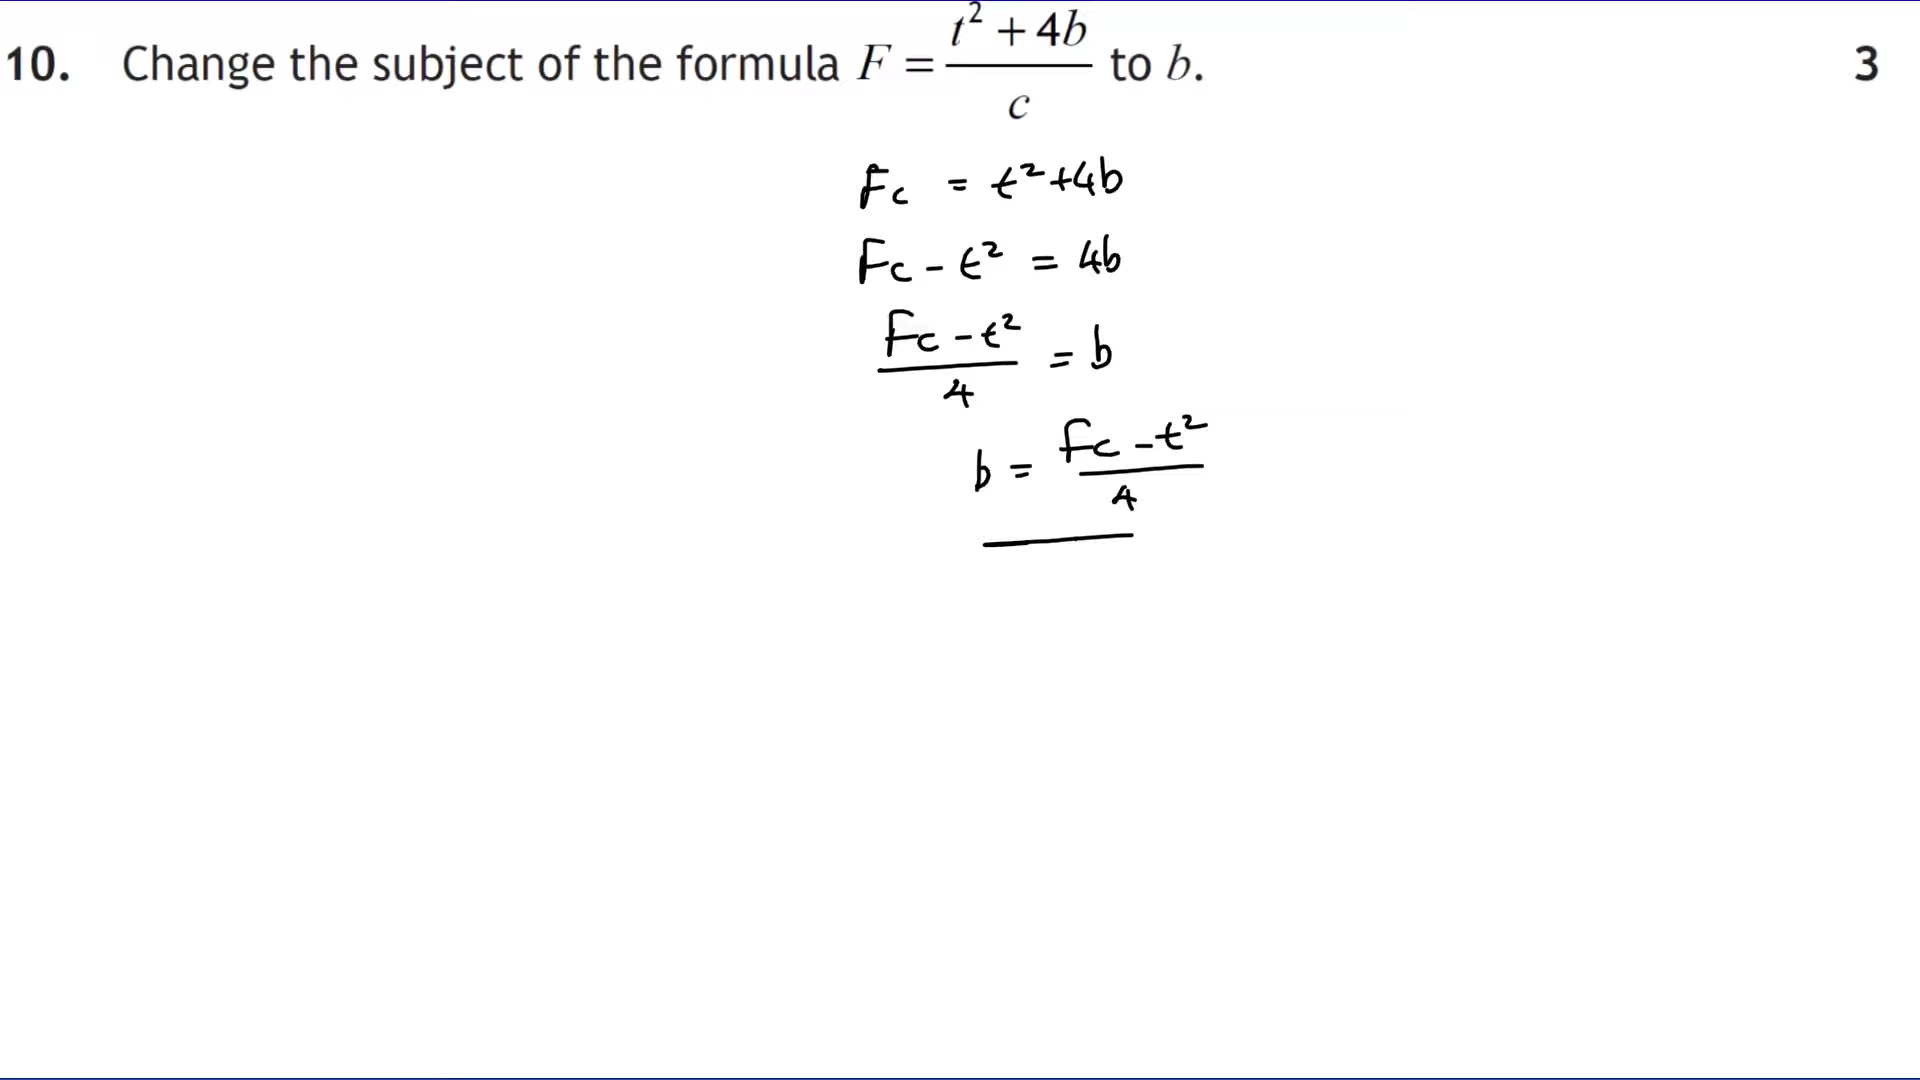 10. Change the subject of the formula F = (t² + 4b)/c to b. 3
Fc = t²+4b
Fc - t² = 4b
(Fc - t²)/4 = b
b = (Fc - t²)/4